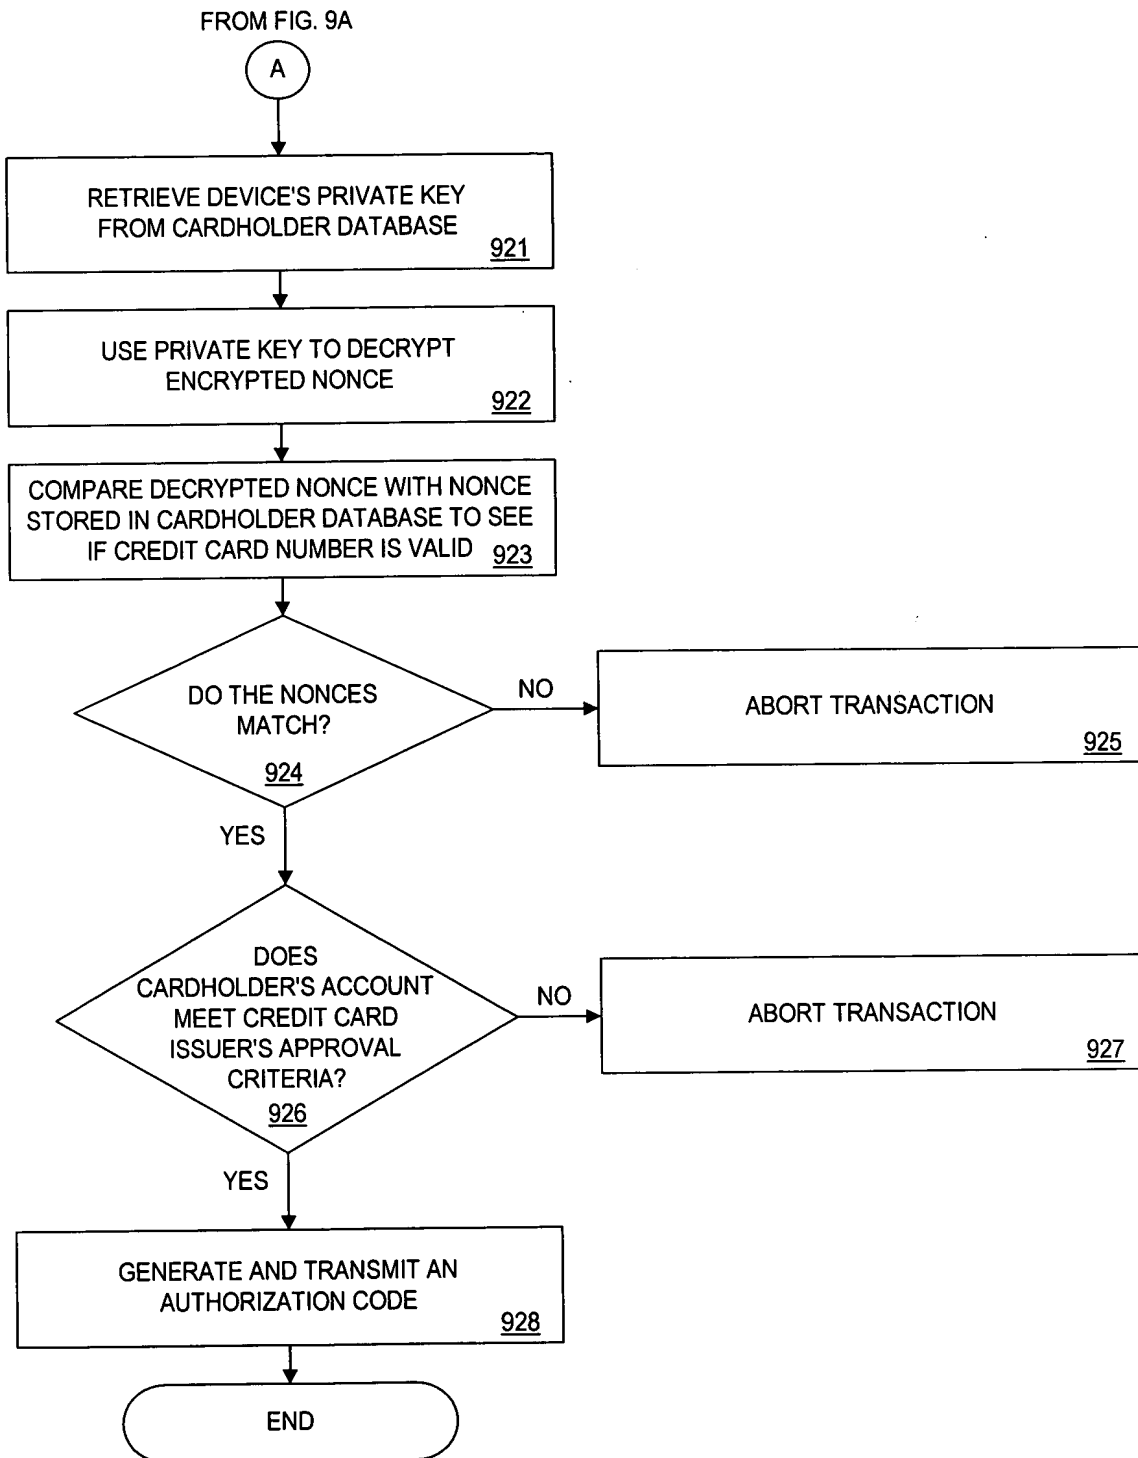 FROM FIG. 9A
A
RETRIEVE DEVICE'S PRIVATE KEY
FROM CARDHOLDER DATABASE
921
USE PRIVATE KEY TO DECRYPT
ENCRYPTED NONCE
922
COMPARE DECRYPTED NONCE WITH NONCE
STORED IN CARDHOLDER DATABASE TO SEE
IF CREDIT CARD NUMBER IS VALID
923
DO THE NONCES
MATCH?
924
NO
ABORT TRANSACTION
925
YES
DOES
CARDHOLDER'S ACCOUNT
MEET CREDIT CARD
ISSUER'S APPROVAL
CRITERIA?
926
NO
ABORT TRANSACTION
927
YES
GENERATE AND TRANSMIT AN
AUTHORIZATION CODE
928
END